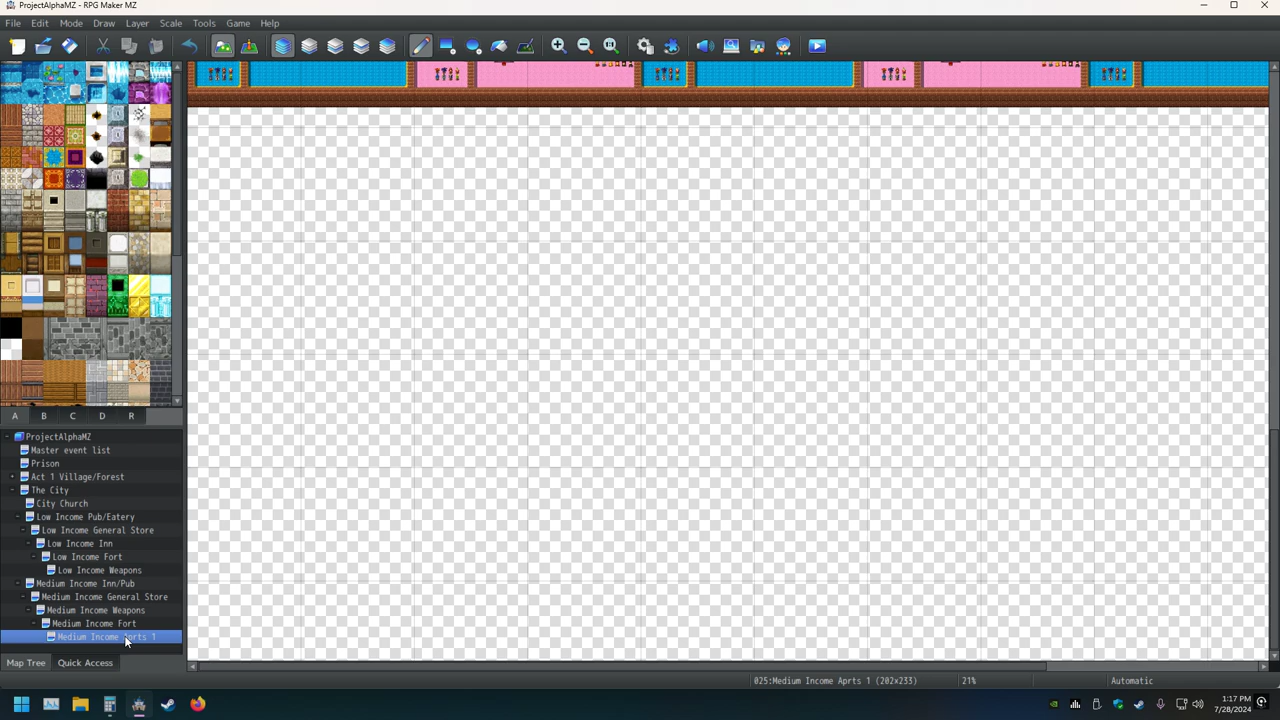 ProjectAlphaMZ - RPG Maker MZ
File Edit Mode Draw Layer Scale Tools Game Help
A B C D R
ProjectAlphaMZ
Master event list
Prison
Act 1 Village/Forest
The City
City Church
Low Income Pub/Eatery
Low Income General Store
Low Income Inn
Low Income Fort
Low Income Weapons
Medium Income Inn/Pub
Medium Income General Store
Medium Income Weapons
Medium Income Fort
Medium Income Aprts 1
Map Tree Quick Access
025:Medium Income Aprts 1 (202x233) 21% Automatic
1:17 PM
7/28/2024